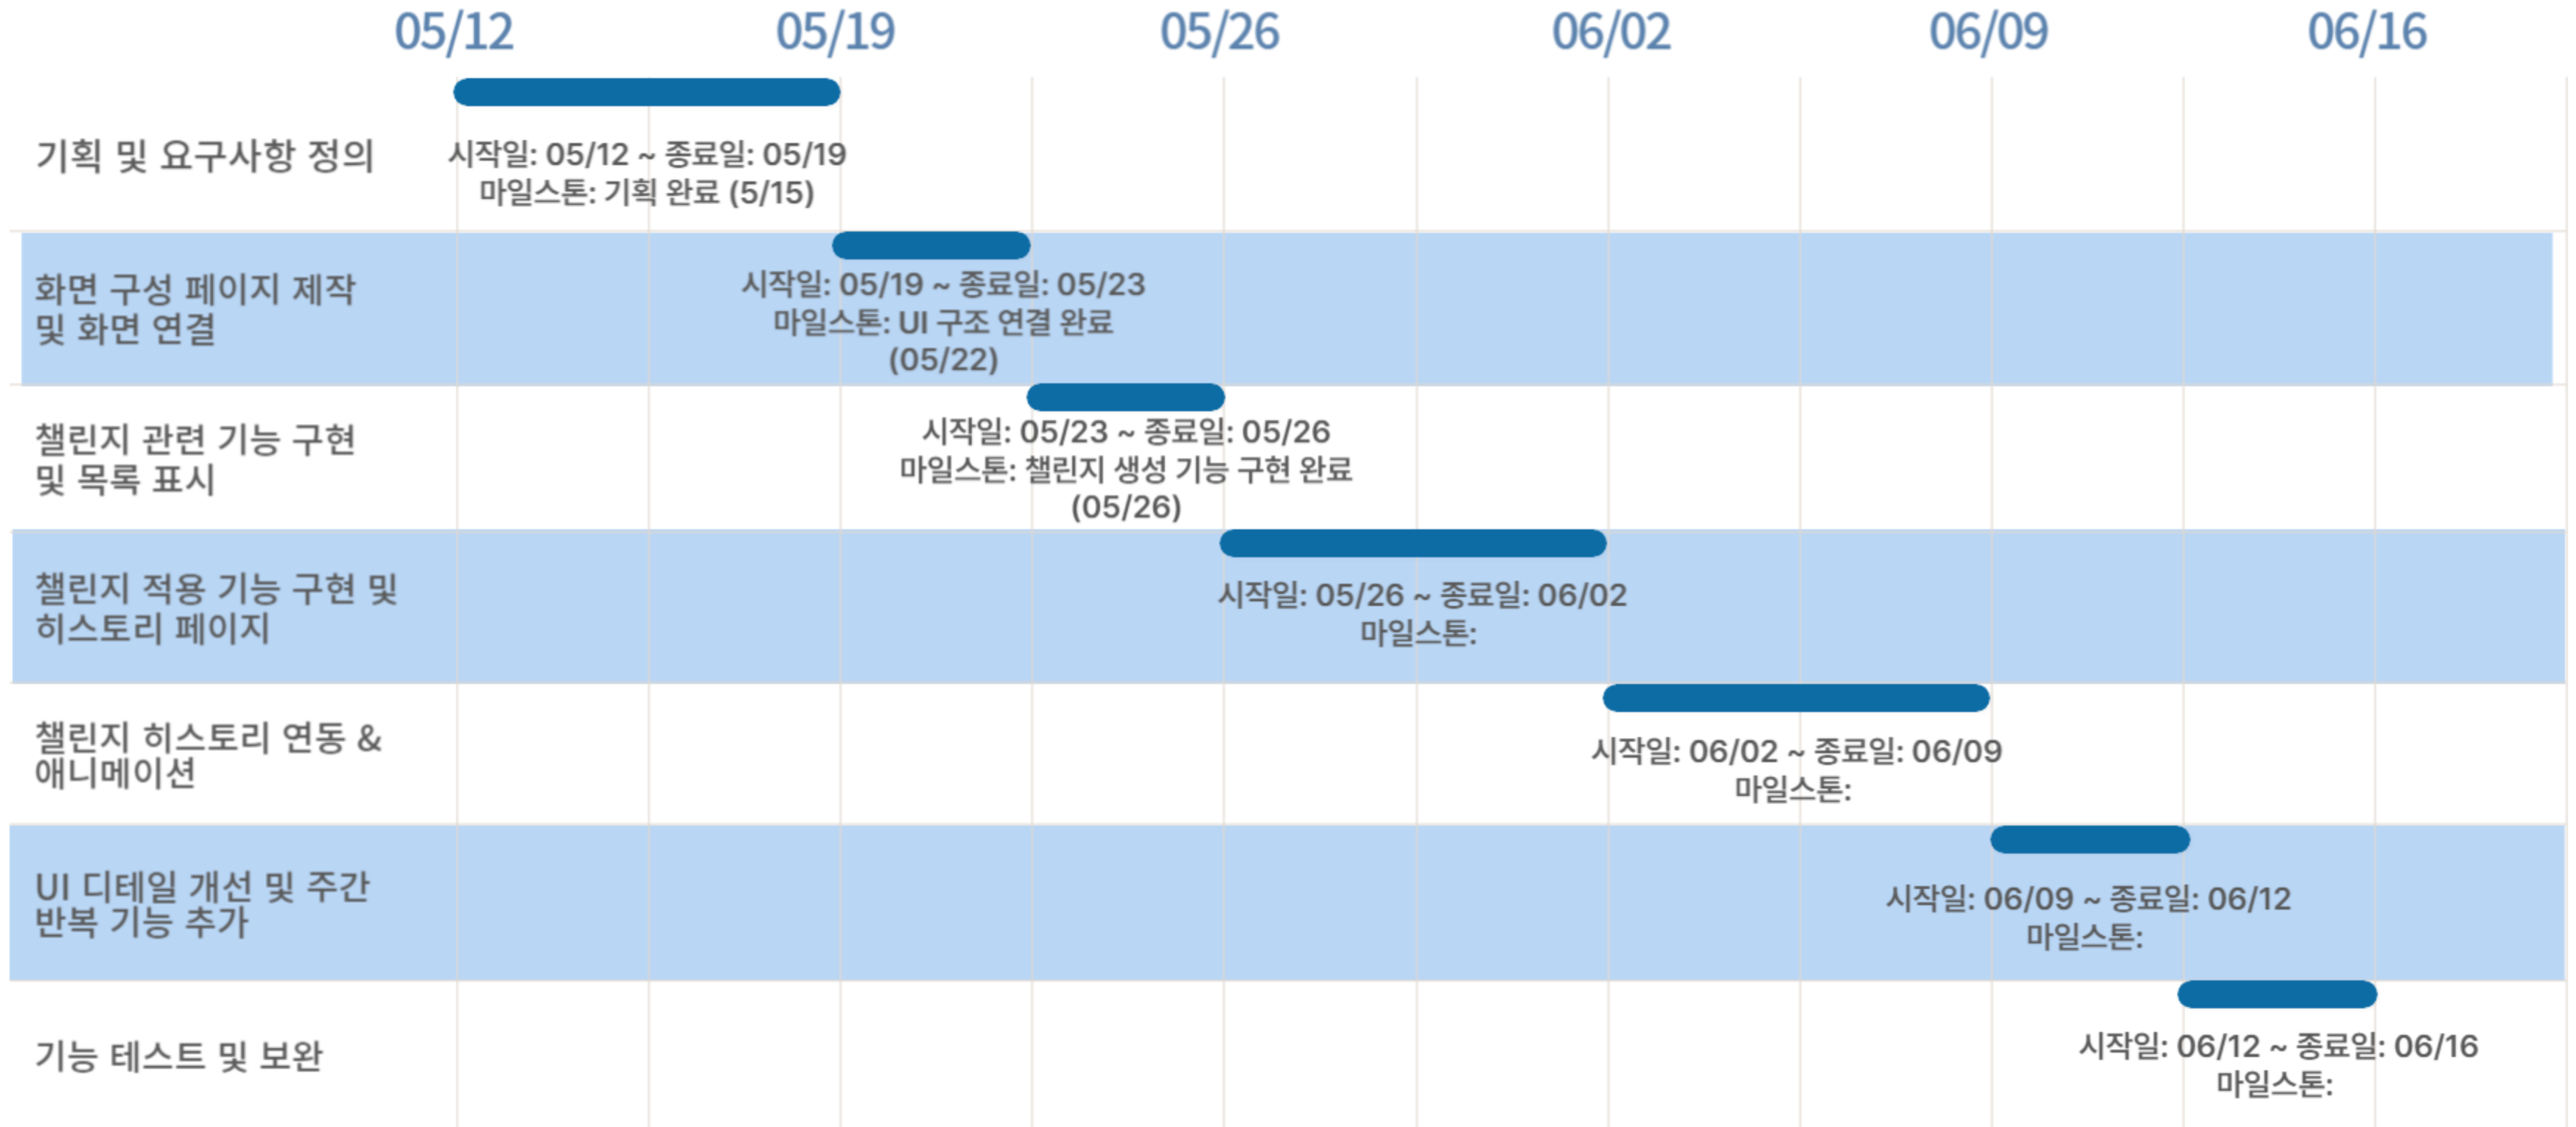 05/12 05/19 05/26 06/02 06/09 06/16
기획 및 요구사항 정의
시작일: 05/12 ~ 종료일: 05/19
마일스톤: 기획 완료 (5/15)
화면 구성 페이지 제작
및 화면 연결
시작일: 05/19 ~ 종료일: 05/23
마일스톤: UI 구조 연결 완료
(05/22)
챌린지 관련 기능 구현
및 목록 표시
시작일: 05/23 ~ 종료일: 05/26
마일스톤: 챌린지 생성 기능 구현 완료
(05/26)
챌린지 적용 기능 구현 및
히스토리 페이지
시작일: 05/26 ~ 종료일: 06/02
마일스톤:
챌린지 히스토리 연동 &
애니메이션
시작일: 06/02 ~ 종료일: 06/09
마일스톤:
UI 디테일 개선 및 주간
반복 기능 추가
시작일: 06/09 ~ 종료일: 06/12
마일스톤:
기능 테스트 및 보완
시작일: 06/12 ~ 종료일: 06/16
마일스톤: